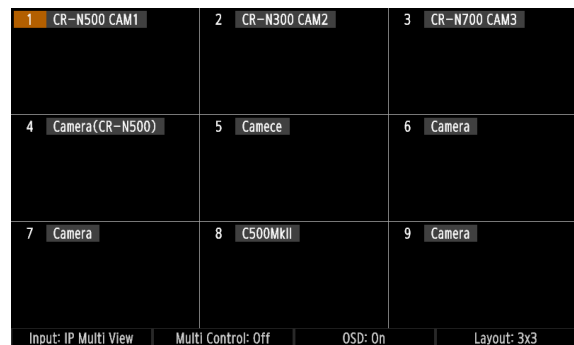 1 CR-N500 CAM1 2 CR-N300 CAM2 3 CR-N700 CAM3
4 Camera(CR-N500) 5 Camece 6 Camera
7 Camera 8 C500MkII 9 Camera
Input: IP Multi View Multi Control: Off OSD: On Layout: 3x3